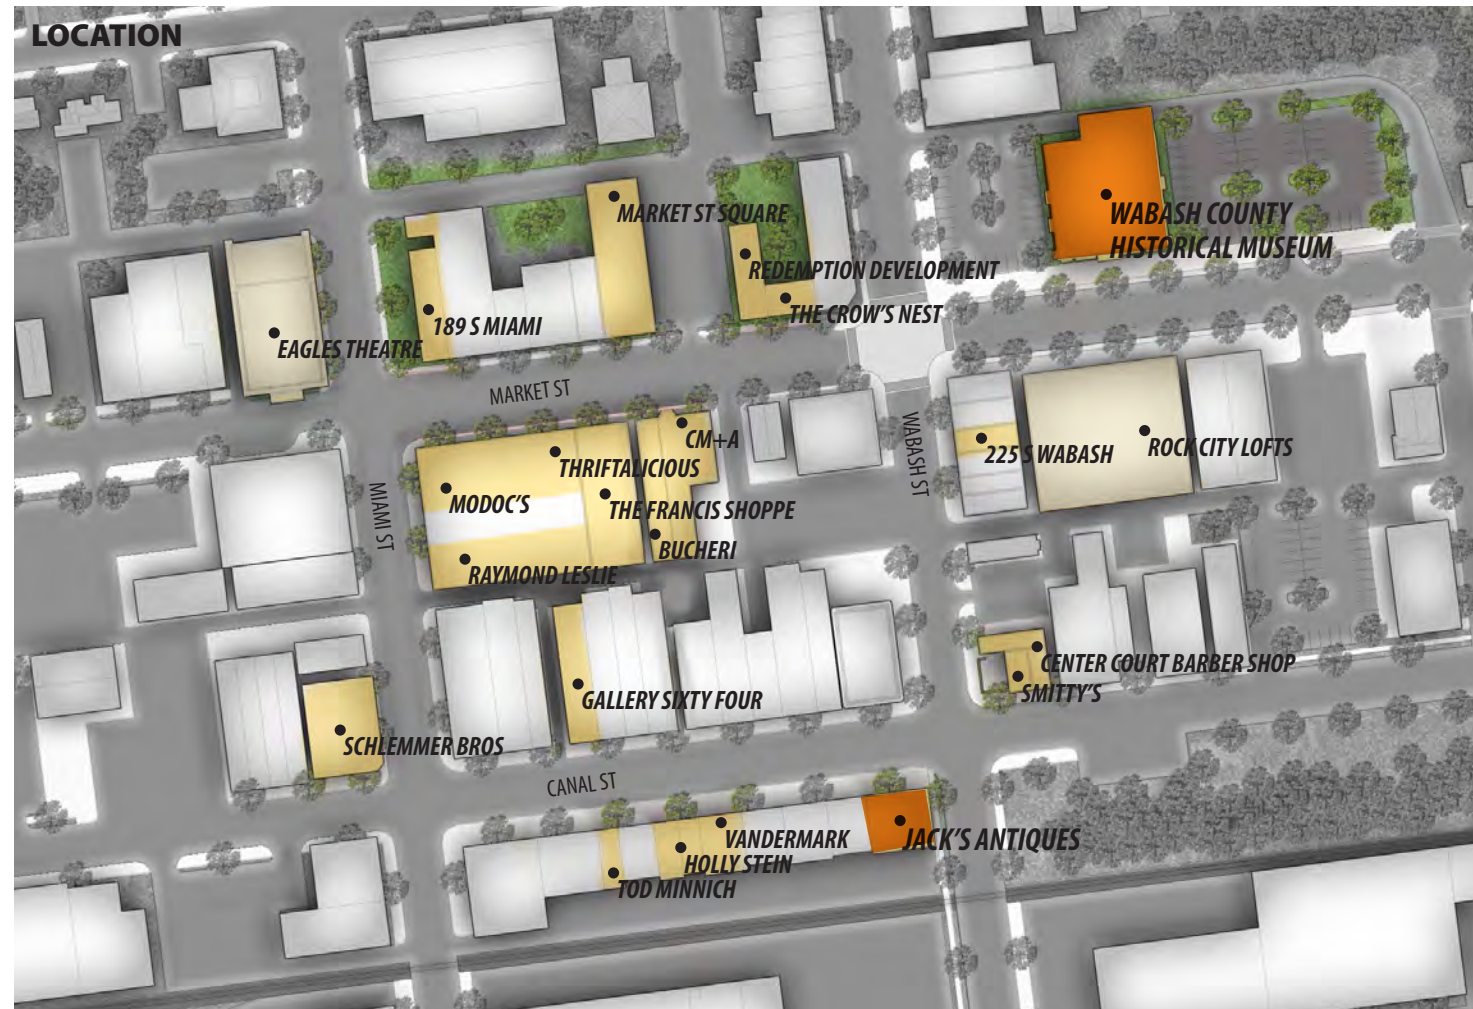 LOCATION
MARKET ST SQUARE
WABASH COUNTY
HISTORICAL MUSEUM
REDEMPTION DEVELOPMENT
THE CROW'S NEST
189 S MIAMI
EAGLES THEATRE
MARKET ST
CM+A
WABASH ST
225 S WABASH
ROCK CITY LOFTS
THRIFTALICIOUS
MODOC'S
THE FRANCIS SHOPPE
MIAMI ST
BUCHERI
RAYMOND LESLIE
CENTER COURT BARBER SHOP
SMITTY'S
GALLERY SIXTY FOUR
SCHLEMMER BROS
CANAL ST
VANDERMARK
JACK'S ANTIQUES
HOLLY STEIN
TOD MINNICH